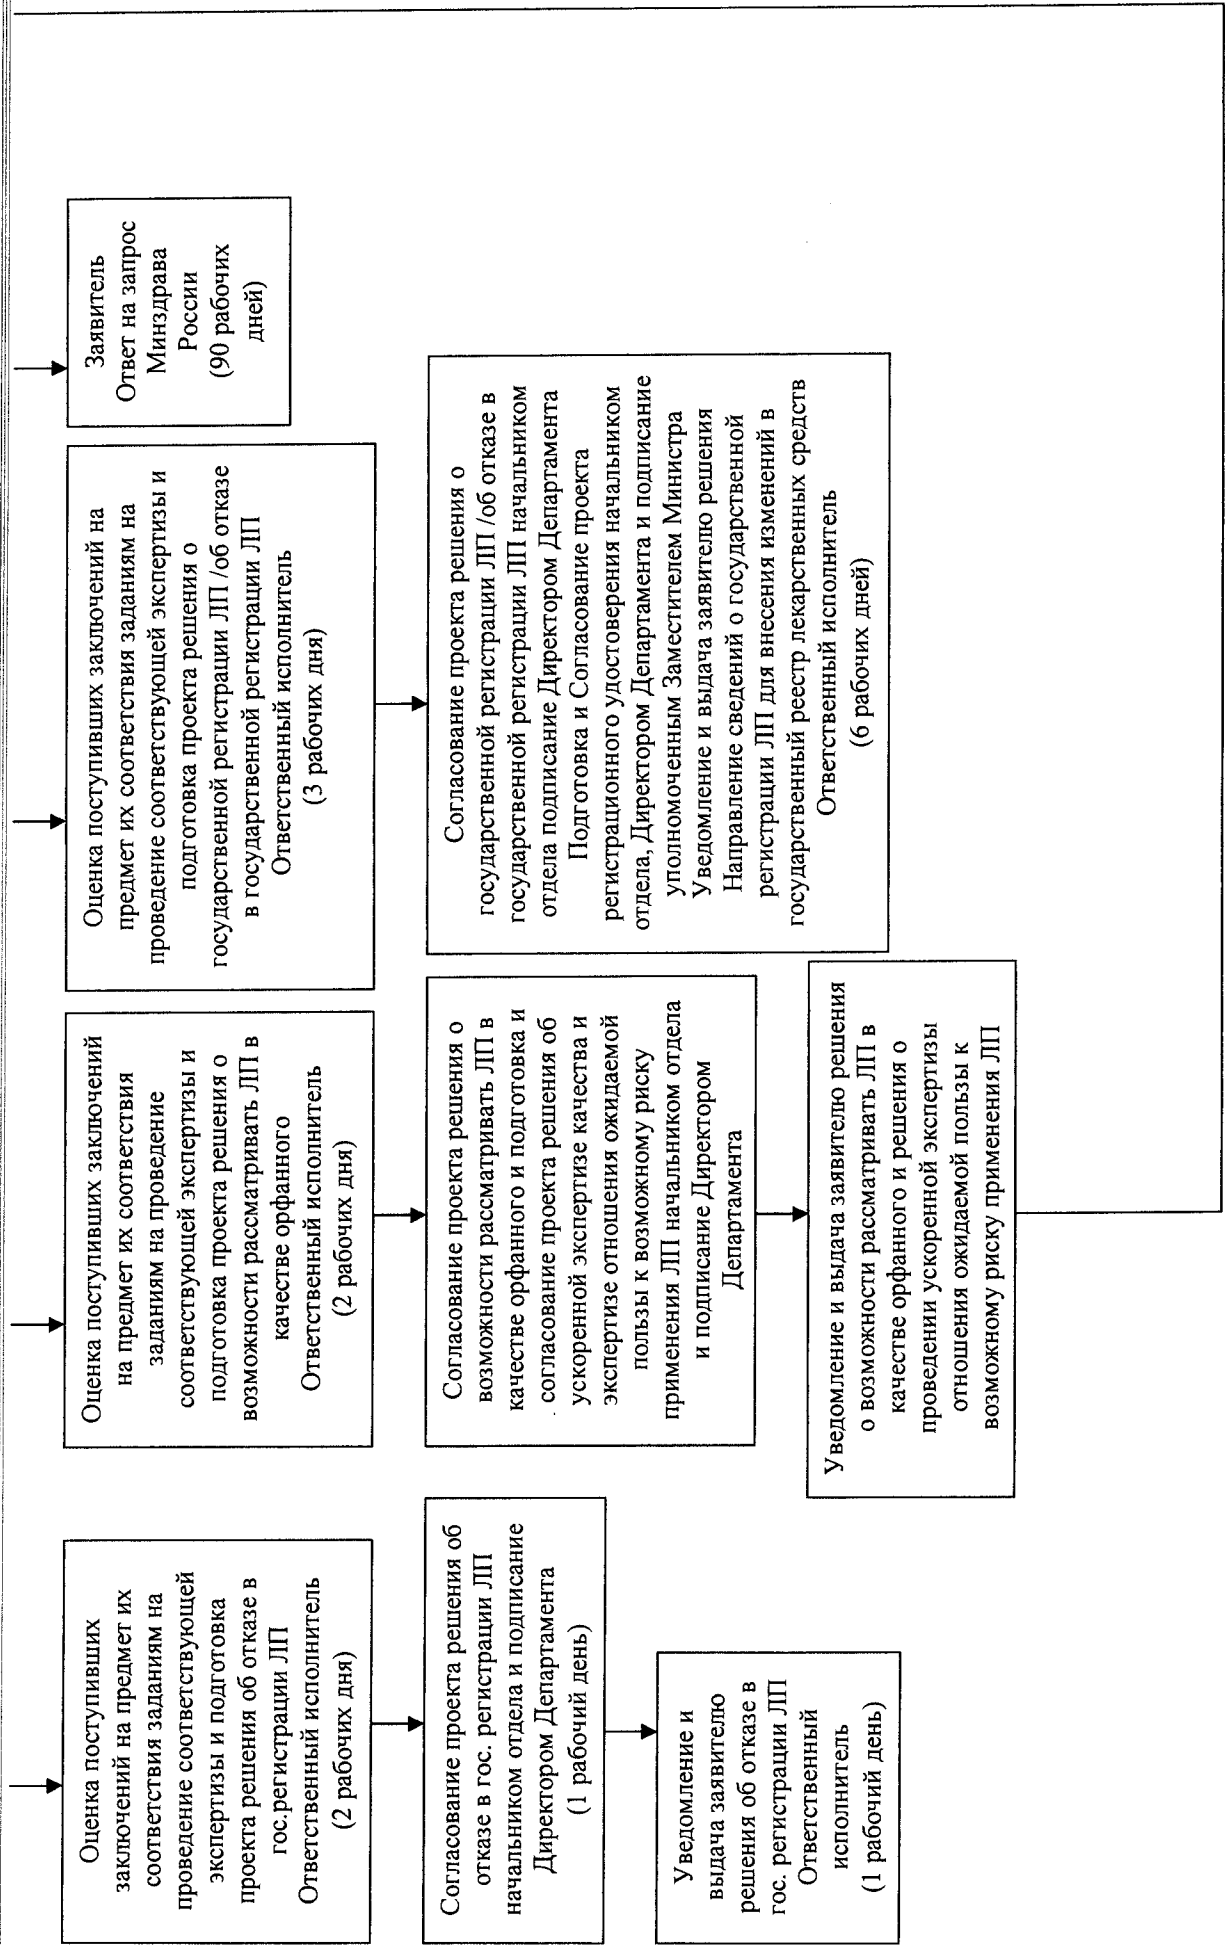 Оценка поступивших
заключений на предмет их
соответствия заданиям на
проведение соответствующей
экспертизы и подготовка
проекта решения об отказе в
гос.регистрации ЛП
Ответственный исполнитель
(2 рабочих дня)
Согласование проекта решения об
отказе в гос. регистрации ЛП
начальником отдела и подписание
Директором Департамента
(1 рабочий день)
Уведомление и
выдача заявителю
решения об отказе в
гос. регистрации ЛП
Ответственный
исполнитель
(1 рабочий день)
Оценка поступивших заключений
на предмет их соответствия
заданиям на проведение
соответствующей экспертизы и
подготовка проекта решения о
возможности рассматривать ЛП в
качестве орфанного
Ответственный исполнитель
(2 рабочих дня)
Согласование проекта решения о
возможности рассматривать ЛП в
качестве орфанного и подготовка и
согласование проекта решения об
ускоренной экспертизе качества и
экспертизе отношения ожидаемой
пользы к возможному риску
применения ЛП начальником отдела
и подписание Директором
Департамента
Уведомление и выдача заявителю решения
о возможности рассматривать ЛП в
качестве орфанного и решения о
проведении ускоренной экспертизы
отношения ожидаемой пользы к
возможному риску применения ЛП
Оценка поступивших заключений на
предмет их соответствия заданиям на
проведение соответствующей экспертизы и
подготовка проекта решения о
государственной регистрации ЛП /об отказе
в государственной регистрации ЛП
Ответственный исполнитель
(3 рабочих дня)
Согласование проекта решения о
государственной регистрации ЛП /об отказе в
государственной регистрации ЛП начальником
отдела подписание Директором Департамента
Подготовка и Согласование проекта
регистрационного удостоверения начальником
отдела, Директором Департамента и подписание
уполномоченным Заместителем Министра
Уведомление и выдача заявителю решения
Направление сведений о государственной
регистрации ЛП для внесения изменений в
государственный реестр лекарственных средств
Ответственный исполнитель
(6 рабочих дней)
Заявитель
Ответ на запрос
Минздрава
России
(90 рабочих
дней)